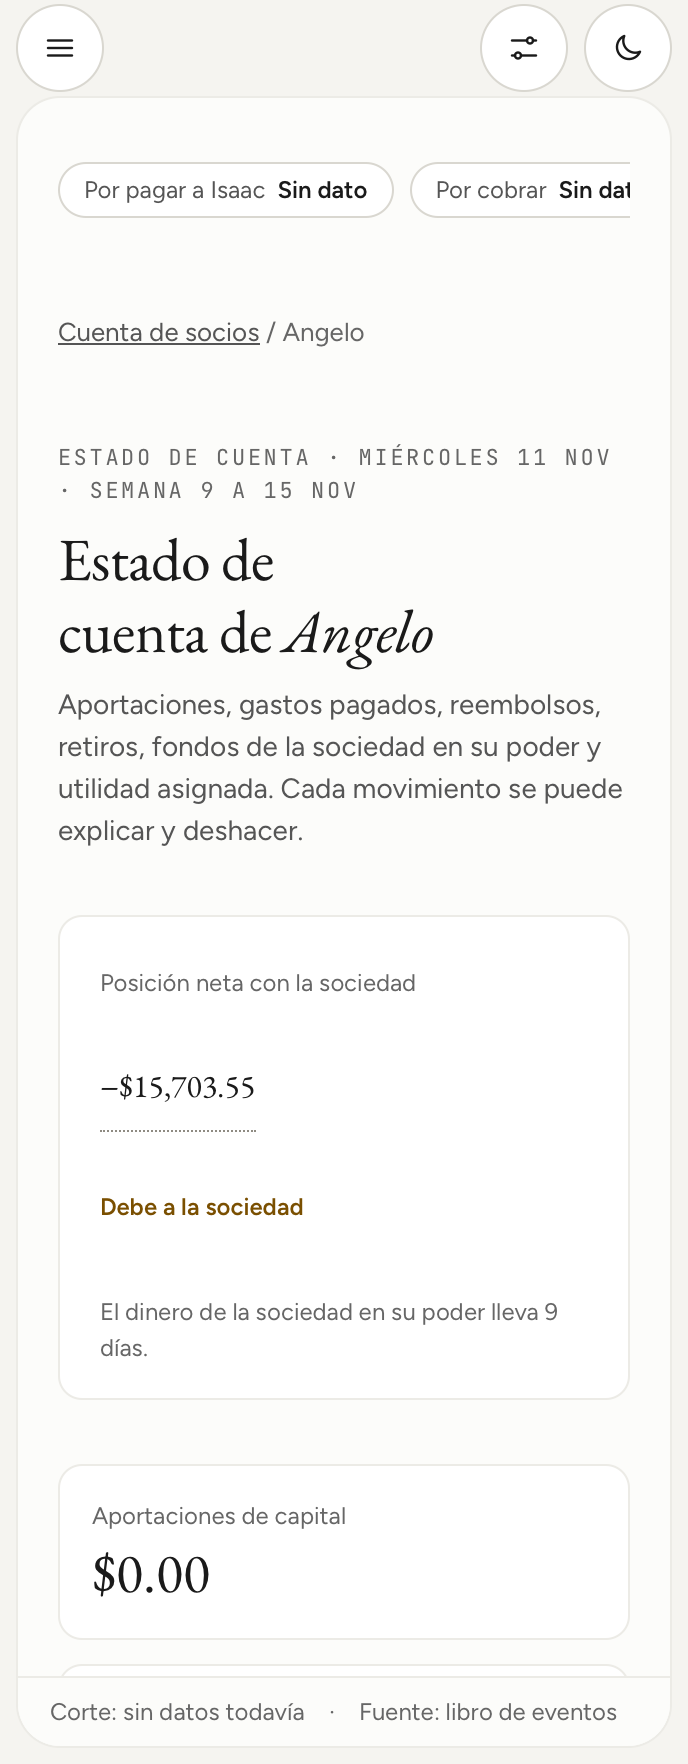 Por pagar a Isaac Sin dato Por cobrar Sin dat
Cuenta de socios / Angelo
ESTADO DE CUENTA · MIÉRCOLES 11 NOV
· SEMANA 9 A 15 NOV
Estado de
cuenta de Angelo
Aportaciones, gastos pagados, reembolsos,
retiros, fondos de la sociedad en su poder y
utilidad asignada. Cada movimiento se puede
explicar y deshacer.
Posición neta con la sociedad
–$15,703.55
Debe a la sociedad
El dinero de la sociedad en su poder lleva 9
días.
Aportaciones de capital
$0.00
Corte: sin datos todavía · Fuente: libro de eventos